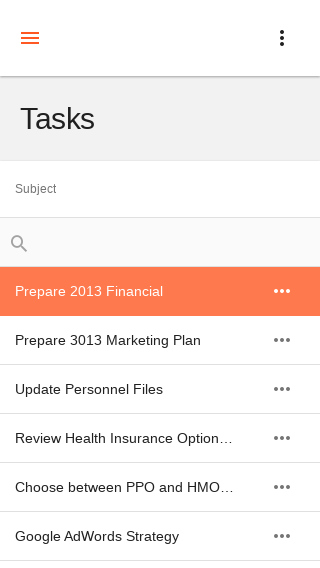 Tasks
Subject
Prepare 2013 Financial
Prepare 3013 Marketing Plan
Update Personnel Files
Review Health Insurance Option…
Choose between PPO and HMO…
Google AdWords Strategy